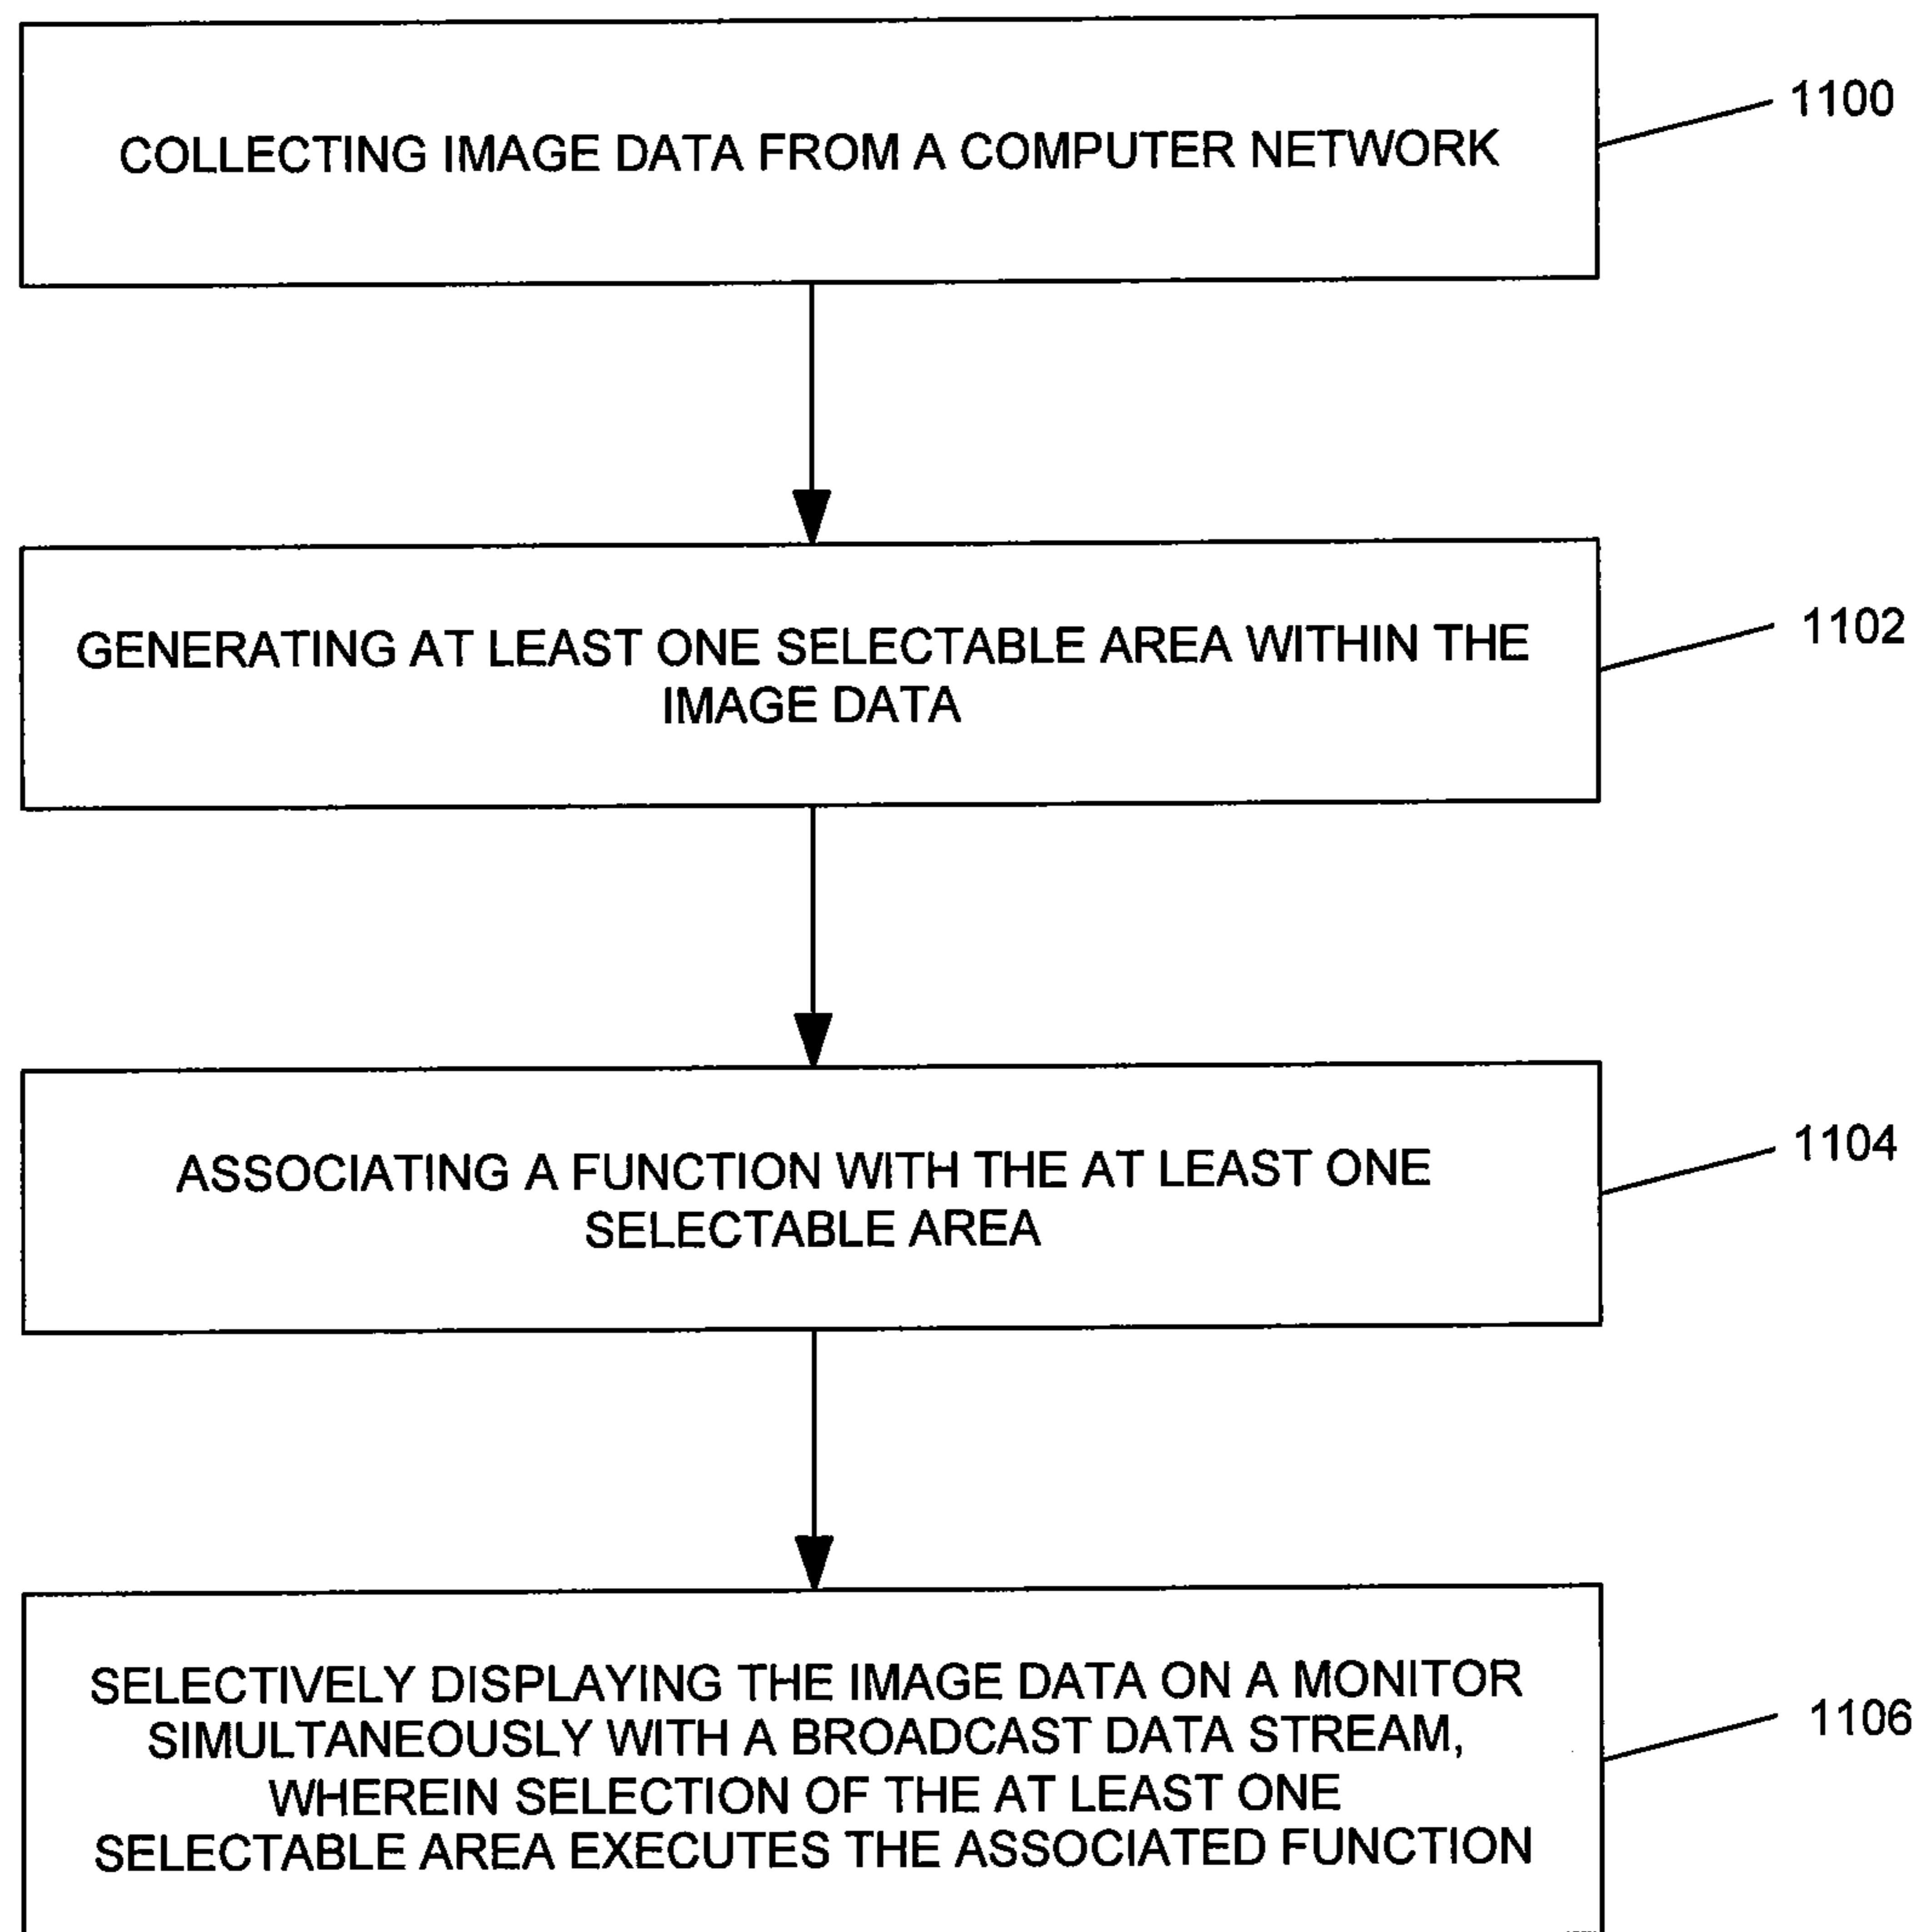 COLLECTING IMAGE DATA FROM A COMPUTER NETWORK
1100
GENERATING AT LEAST ONE SELECTABLE AREA WITHIN THE
IMAGE DATA
1102
ASSOCIATING A FUNCTION WITH THE AT LEAST ONE
SELECTABLE AREA
1104
SELECTIVELY DISPLAYING THE IMAGE DATA ON A MONITOR
SIMULTANEOUSLY WITH A BROADCAST DATA STREAM,
WHEREIN SELECTION OF THE AT LEAST ONE
SELECTABLE AREA EXECUTES THE ASSOCIATED FUNCTION
1106